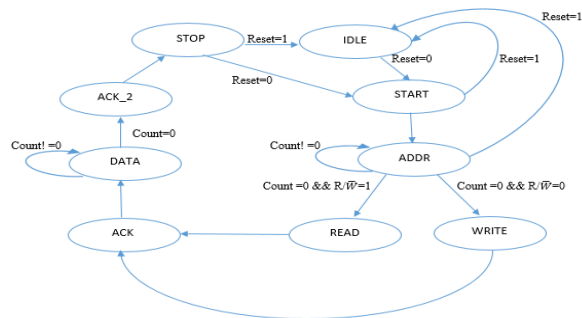 Reset=1
STOP
Reset=1
IDLE
Reset=0
Reset=1
Reset=0
START
ACK_2
Count! =0
Count=0
Count! =0
DATA
ADDR
Count =0 && R/W̅=1
Count =0 && R/W̅=0
ACK
READ
WRITE